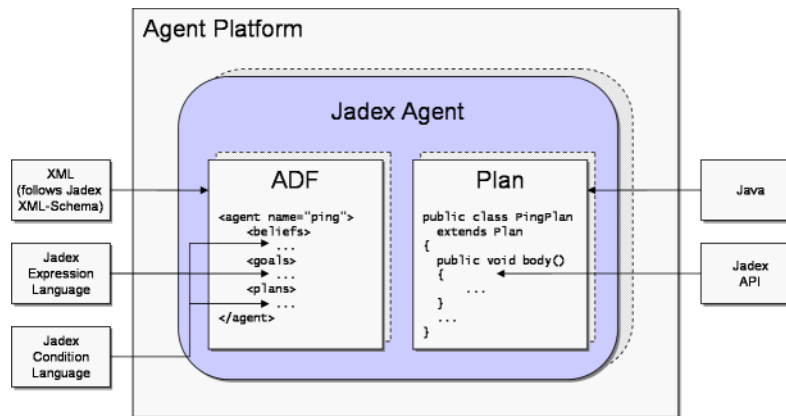 Agent Platform
Jadex Agent
XML
(follows Jadex
XML-Schema)
Jadex
Expression
Language
Jadex
Condition
Language
ADF
<agent name="ping">
<beliefs>
...
<goals>
...
<plans>
...
</agent>
Plan
public class PingPlan
extends Plan
{
public void body()
{
...
}
...
}
Java
Jadex
API